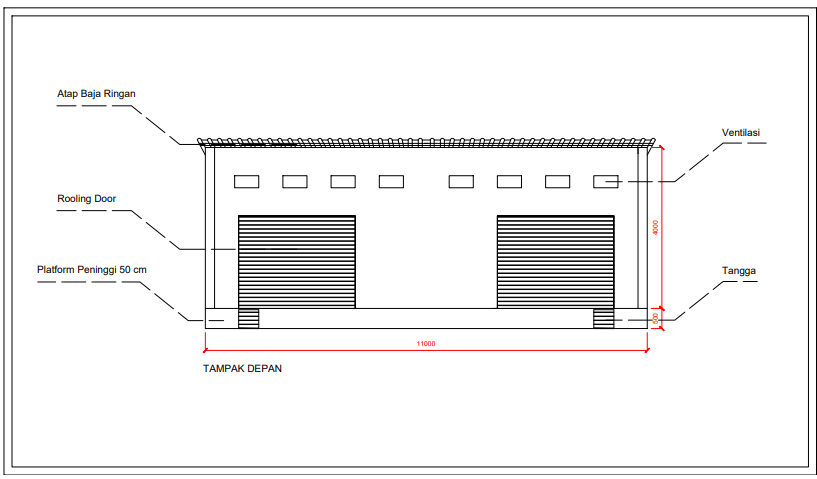 Atap Baja Ringan
Ventilasi
Rooling Door
4000
Platform Peninggi 50 cm
Tangga
500
11000
TAMPAK DEPAN